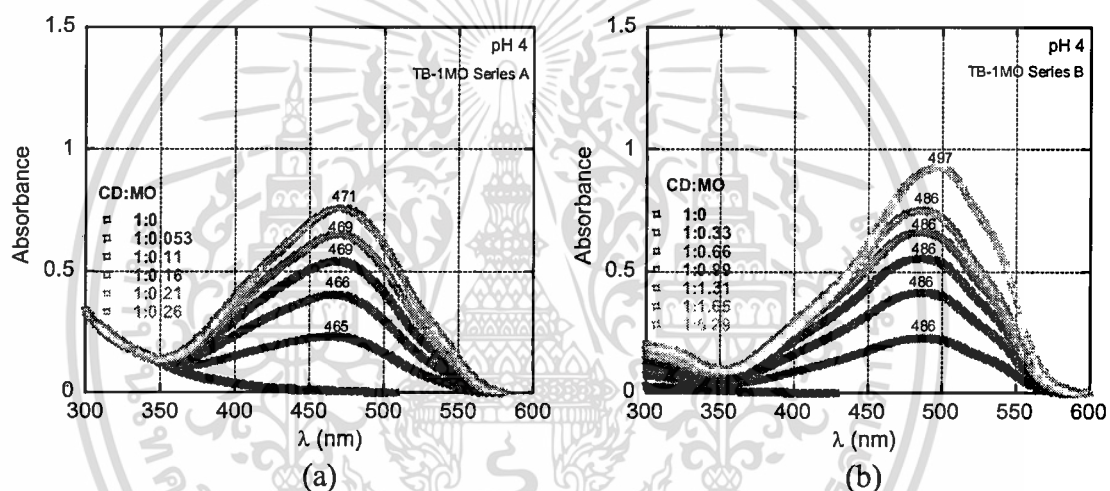 1.5
pH 4
TB-1MO Series A
1
Absorbance
CD:MO
1:0
1:0.053
1:0.11
1:0.16
1:0.21
1:0.26
471
469
469
466
465
0.5
0
300 350 400 450 500 550 600
λ (nm)
(a)
1.5
pH 4
TB-1MO Series B
1
Absorbance
CD:MO
1:0
1:0.33
1:0.66
1:0.99
1:1.31
1:1.65
497
486
486
486
486
486
0.5
0
300 350 400 450 500 550 600
λ (nm)
(b)